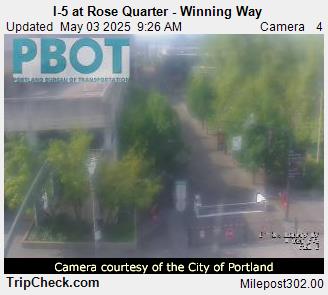 I-5 at Rose Quarter - Winning Way
Updated May 03 2025 9:26 AM Camera 4
PBOT
PORTLAND BUREAU OF TRANSPORTATION
Camera courtesy of the City of Portland
TripCheck.com Milepost302.00